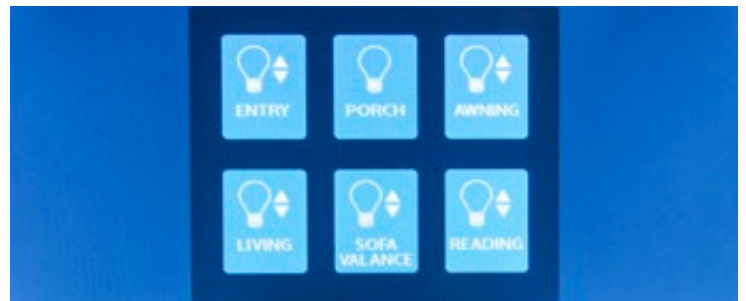 ENTRY
PORCH
AWNING
LIVING
SOFA
VALANCE
READING